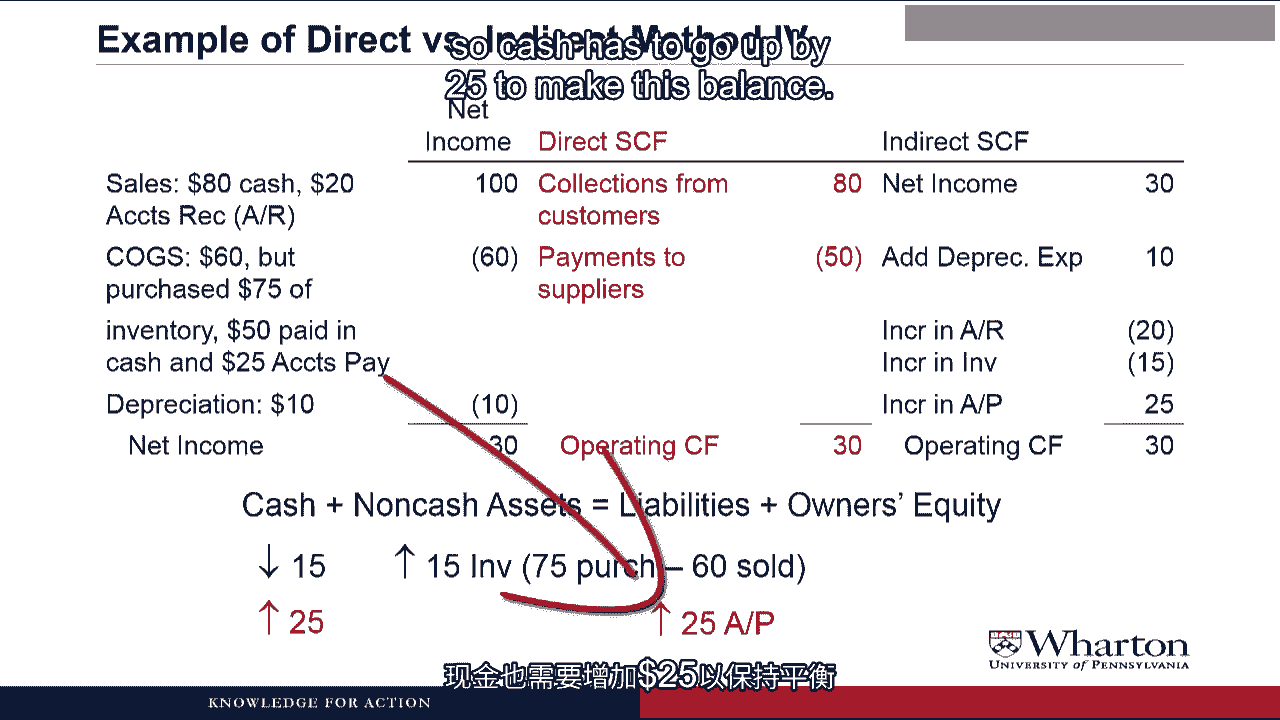 Example of Direct vs. Indirect Method IV
so cash has to go up by
25 to make this balance.
Net
Income Direct SCF Indirect SCF
Sales: $80 cash, $20 100 Collections from 80 Net Income 30
Accts Rec (A/R) customers
COGS: $60, but (60) Payments to (50) Add Deprec. Exp 10
purchased $75 of suppliers
inventory, $50 paid in Incr in A/R (20)
cash and $25 Accts Pay Incr in Inv (15)
Depreciation: $10 (10) Incr in A/P 25
Net Income 30 Operating CF 30 Operating CF 30
Cash + Noncash Assets = Liabilities + Owners' Equity
↓ 15 ↑ 15 Inv (75 purch – 60 sold)
↑ 25 ↑ 25 A/P
Wharton
UNIVERSITY OF PENNSYLVANIA
现金也需要增加$25以保持平衡
KNOWLEDGE FOR ACTION